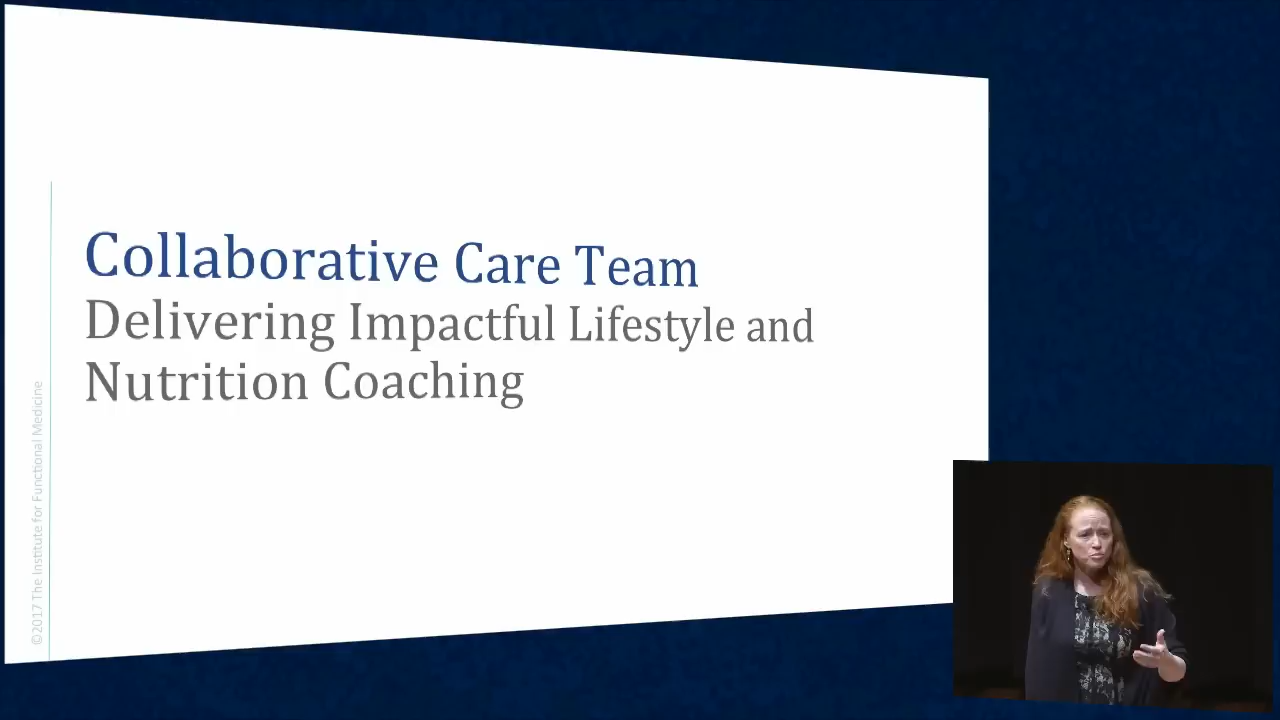 Collaborative Care Team
Delivering Impactful Lifestyle and
Nutrition Coaching
©2017 The Institute for Functional Medicine